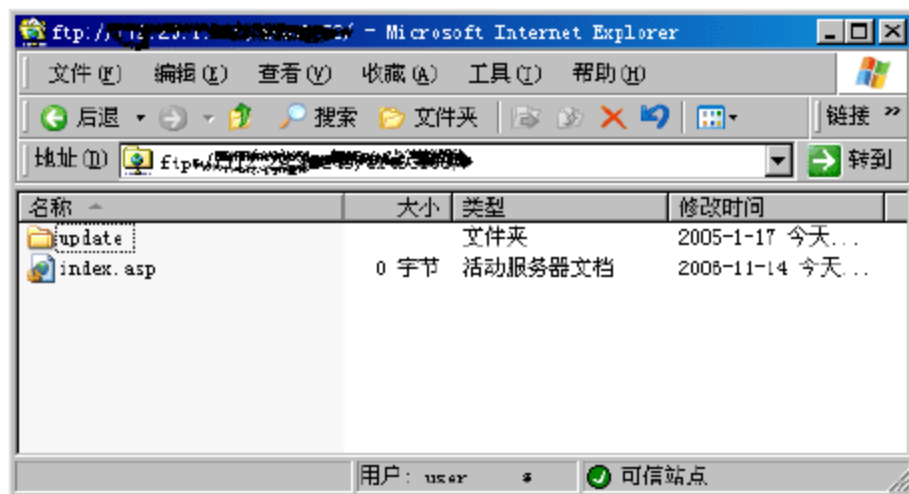 ftp:// - Microsoft Internet Explorer
文件(F) 编辑(E) 查看(V) 收藏(A) 工具(T) 帮助(H)
后退 搜索 文件夹 链接 »
地址(D) ftp 转到
名称 大小 类型 修改时间
update 文件夹 2005-1-17 今天...
index.asp 0 字节 活动服务器文档 2006-11-14 今天...
用户: user 可信站点